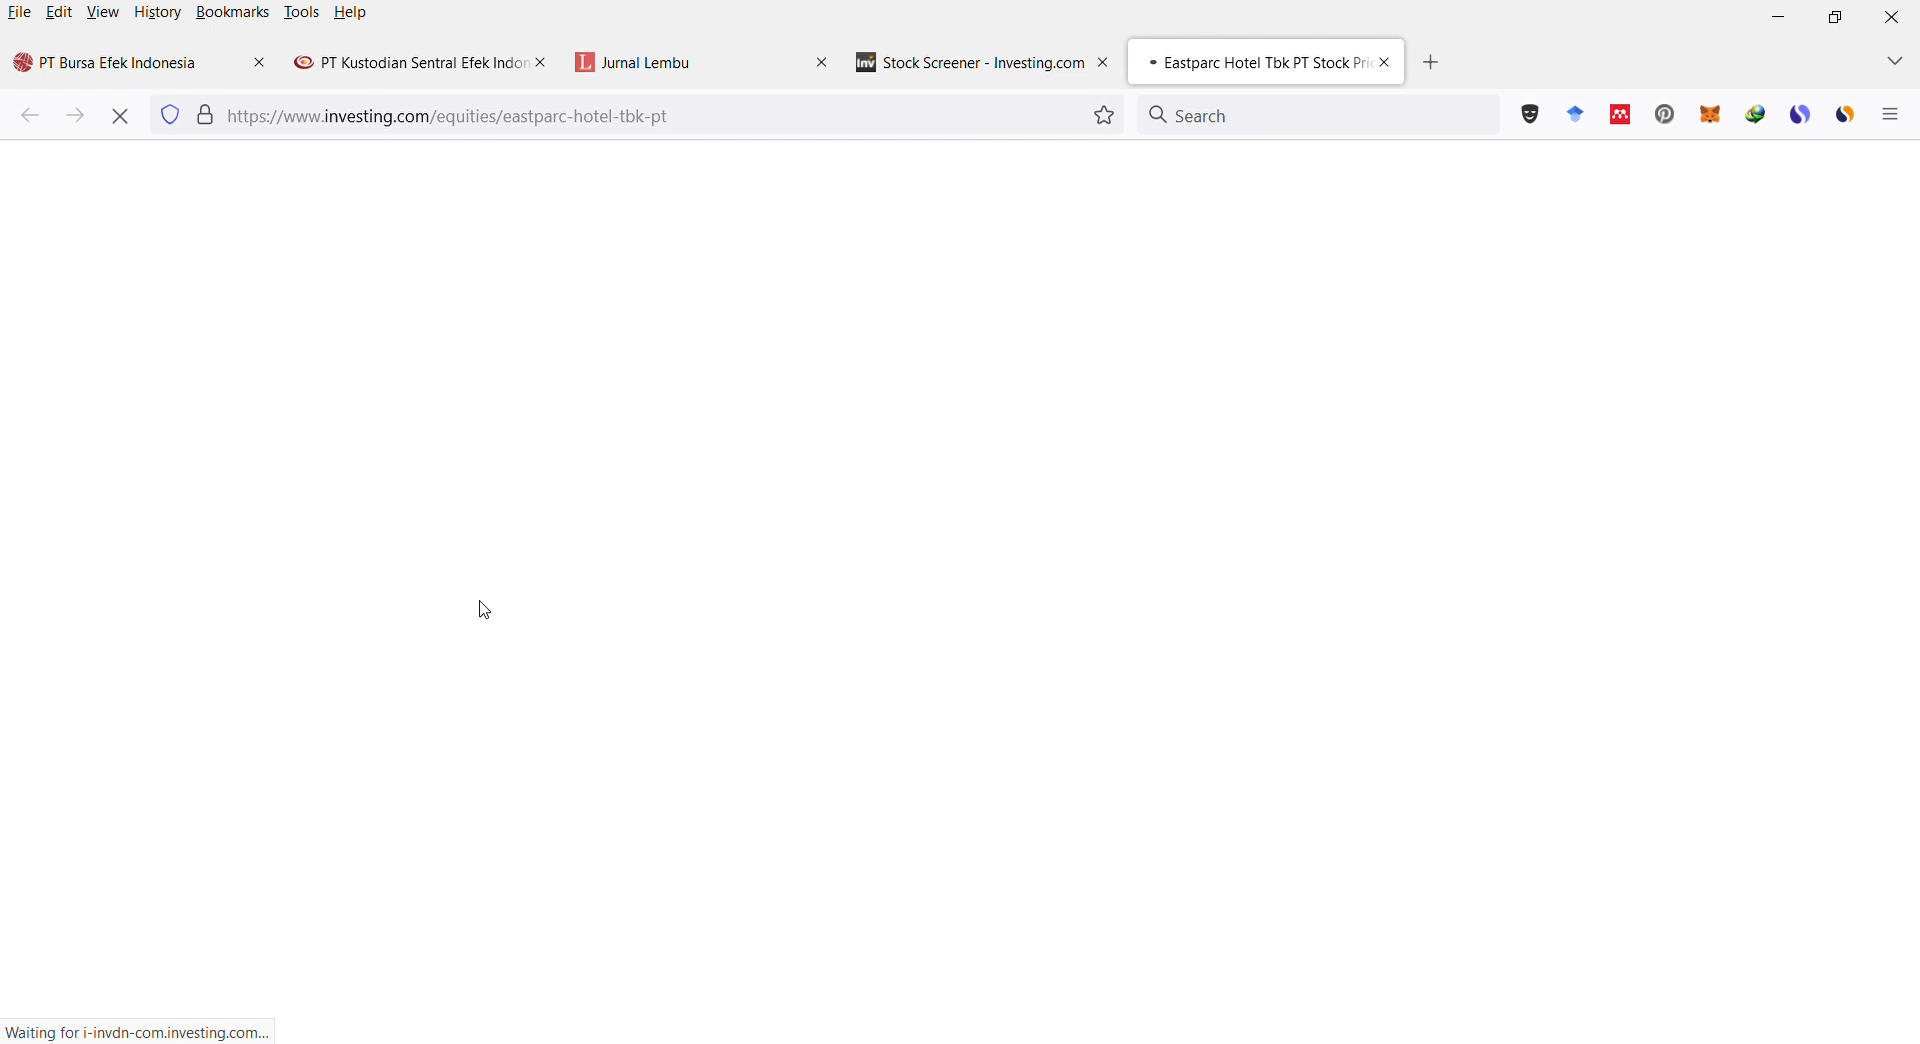 File Edit View History Bookmarks Tools Help
PT Bursa Efek Indonesia
PT Kustodian Sentral Efek Indon
L Jurnal Lembu
Inv Stock Screener - Investing.com
Eastparc Hotel Tbk PT Stock Pric
https://www.investing.com/equities/eastparc-hotel-tbk-pt
Search
Waiting for i-invdn-com.investing.com...